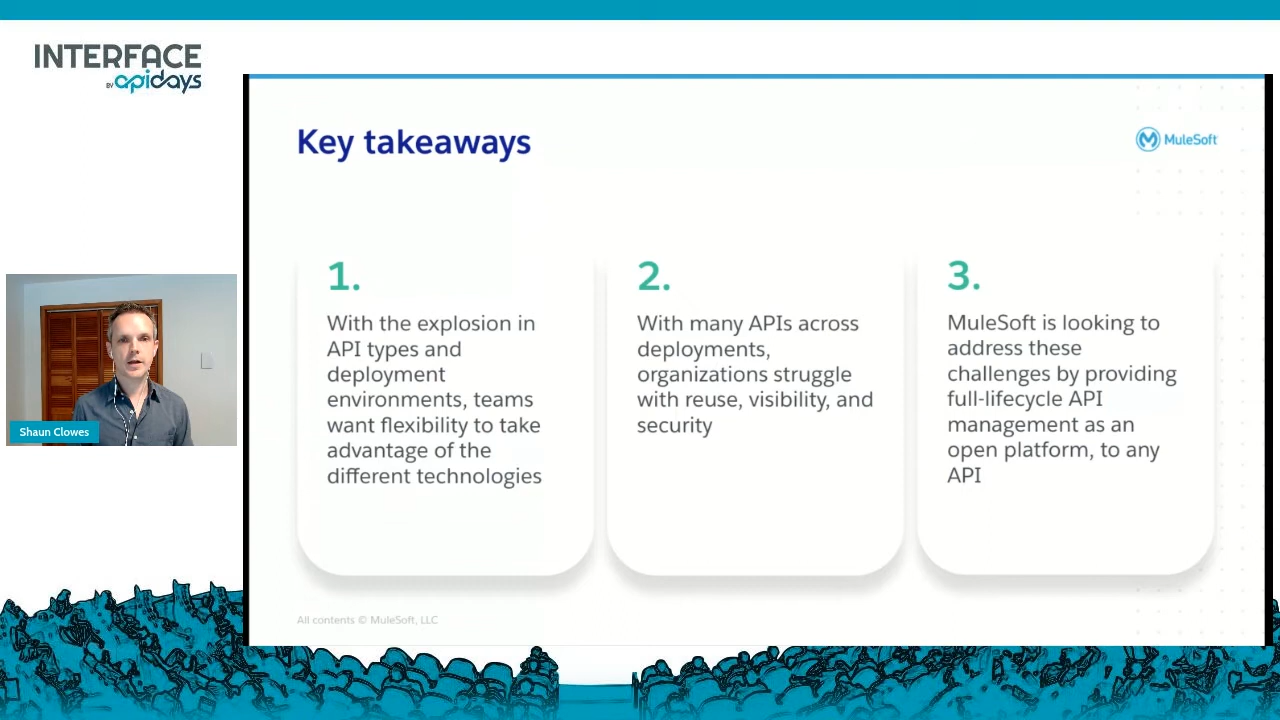 INTERFACE
BY apidays
Key takeaways
MuleSoft
1.
With the explosion in
API types and
deployment
environments, teams
want flexibility to take
advantage of the
different technologies
2.
With many APIs across
deployments,
organizations struggle
with reuse, visibility, and
security
3.
MuleSoft is looking to
address these
challenges by providing
full-lifecycle API
management as an
open platform, to any
API
Shaun Clowes
All contents © MuleSoft, LLC